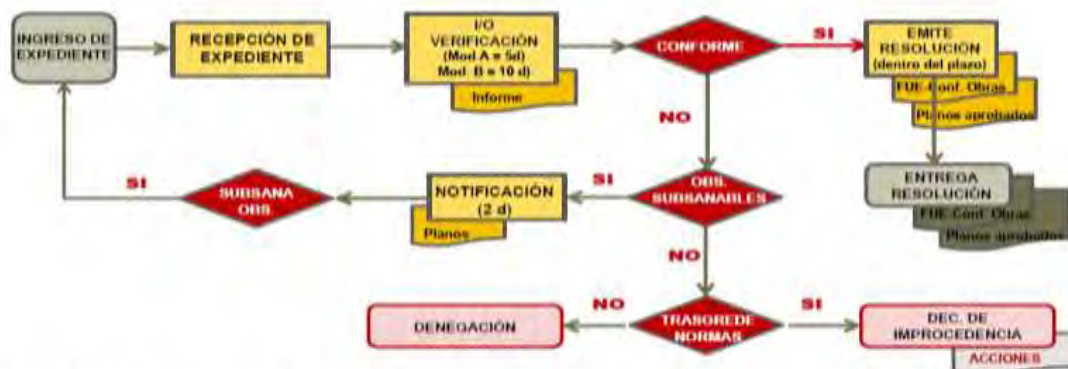 INGRESO DE
EXPEDIENTE
RECEPCIÓN DE
EXPEDIENTE
I/O
VERIFICACIÓN
(Mod A = 5d)
Mod. B = 10 d)
Informe
CONFORME
SI
EMITE
RESOLUCIÓN
(dentro del plazo)
FUE-Conf. Obras
Planos aprobados
NO
ENTREGA
RESOLUCIÓN
FUE-Conf. Obras
Planos aprobados
OBS.
SUBSANABLES
SI
NOTIFICACIÓN
(2 d)
Planos
SUBSANA
OBS.
SI
NO
TRASGREDE
NORMAS
NO
DENEGACIÓN
SI
DEC. DE
IMPROCEDENCIA
ACCIONES